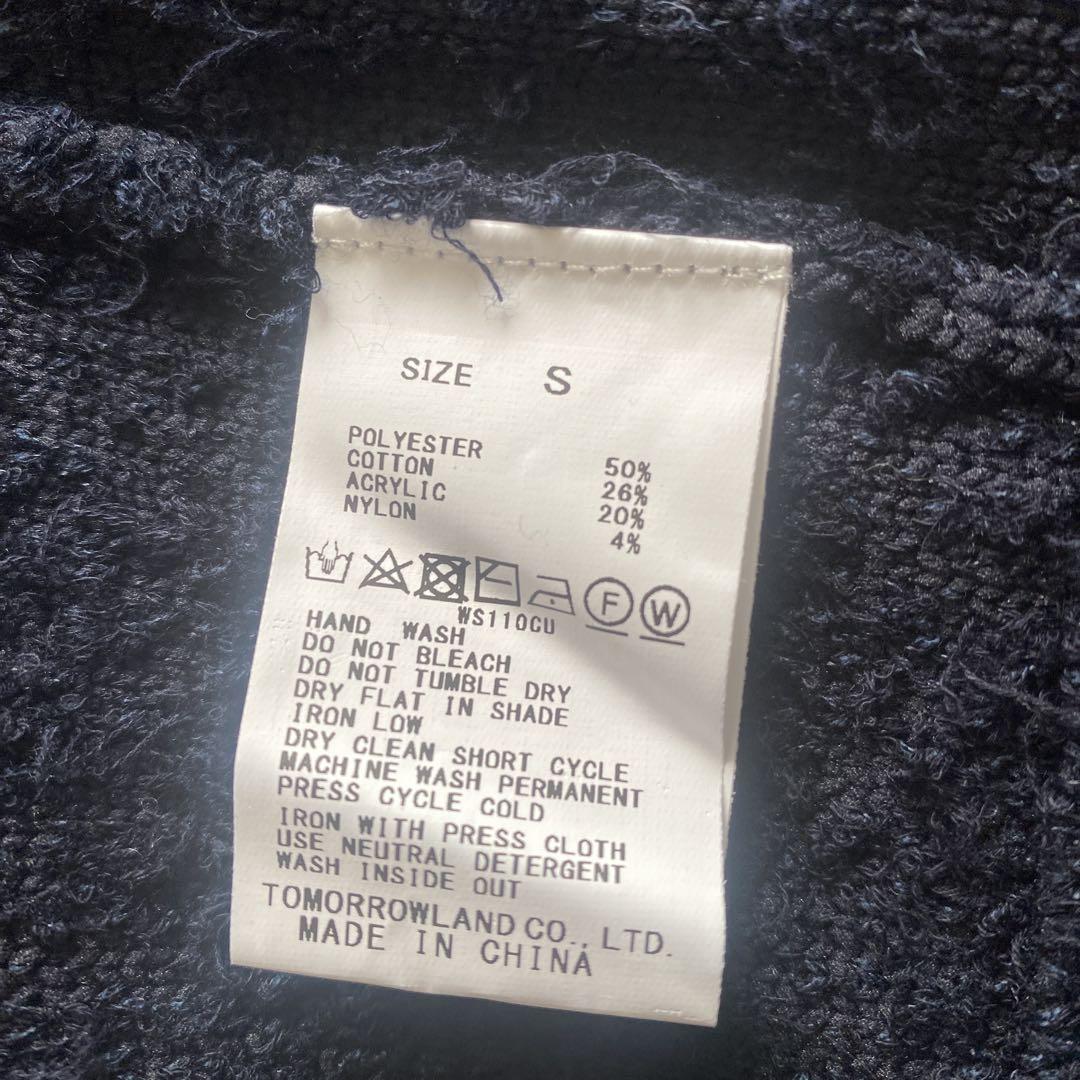 SIZE S
POLYESTER 50%
COTTON 26%
ACRYLIC 20%
NYLON 4%
F W
WS110CU
HAND WASH
DO NOT BLEACH
DO NOT TUMBLE DRY
DRY FLAT IN SHADE
IRON LOW
DRY CLEAN SHORT CYCLE
MACHINE WASH PERMANENT
PRESS CYCLE COLD
IRON WITH PRESS CLOTH
USE NEUTRAL DETERGENT
WASH INSIDE OUT
TOMORROWLAND CO., LTD.
MADE IN CHINA